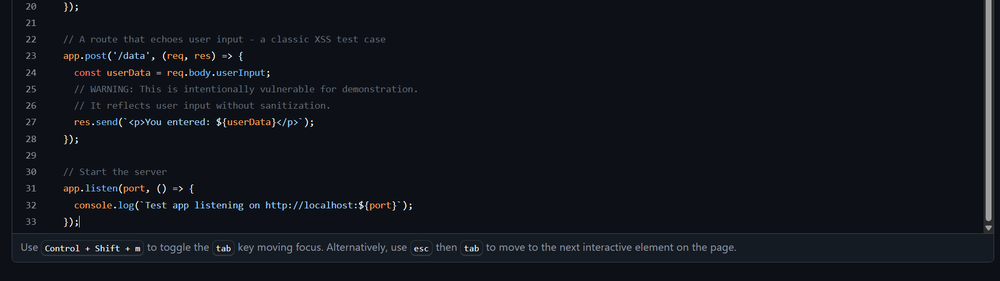 20 });
21
22 // A route that echoes user input - a classic XSS test case
23 app.post('/data', (req, res) => {
24   const userData = req.body.userInput;
25   // WARNING: This is intentionally vulnerable for demonstration.
26   // It reflects user input without sanitization.
27   res.send(`<p>You entered: ${userData}</p>`);
28 });
29
30 // Start the server
31 app.listen(port, () => {
32   console.log(`Test app listening on http://localhost:${port}`);
33 });
Use Control + Shift + m to toggle the tab key moving focus. Alternatively, use esc then tab to move to the next interactive element on the page.